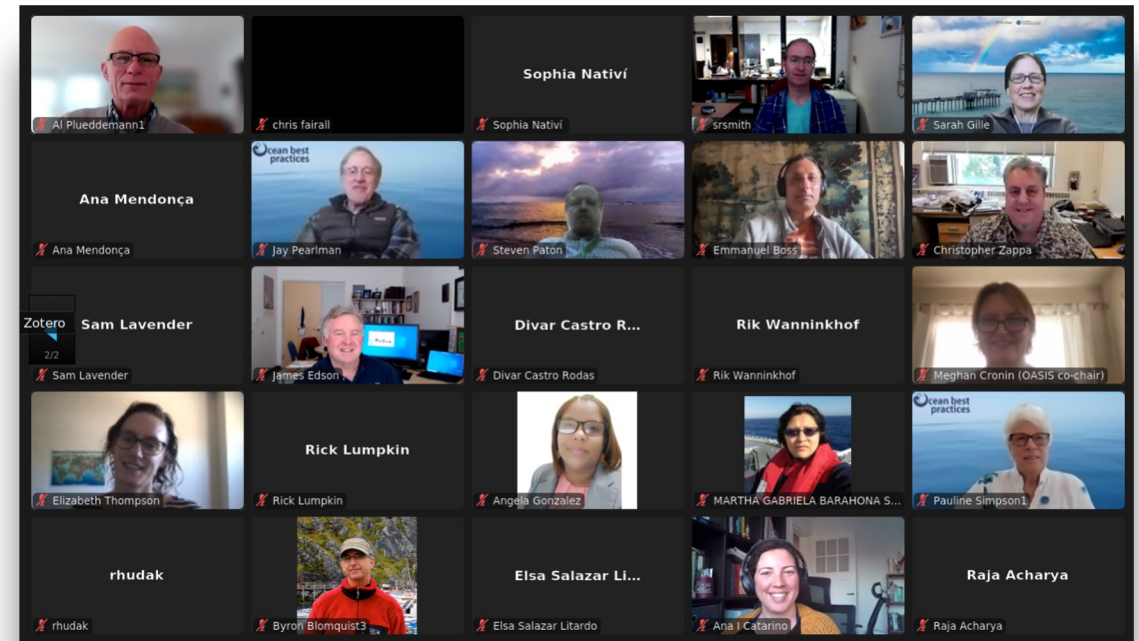 Al Plueddemann1
chris fairall
Sophia Nativí
Sophia Nativí
srsmith
Sarah Gille
Ana Mendonça
Ana Mendonça
Ocean best
practices
Jay Pearlman
Steven Paton
Emmanuel Boss
Christopher Zappa
Zotero
2/2
Sam Lavender
Sam Lavender
James Edson
Divar Castro R...
Divar Castro Rodas
Rik Wanninkhof
Rik Wanninkhof
Meghan Cronin (OASIS co-chair)
Elizabeth Thompson
Rick Lumpkin
Rick Lumpkin
Angela Gonzalez
MARTHA GABRIELA BARAHONA S...
Ocean best
practices
Pauline Simpson1
rhudak
rhudak
Byron Blomquist3
Elsa Salazar Li...
Elsa Salazar Litardo
Ana I Catarino
Raja Acharya
Raja Acharya